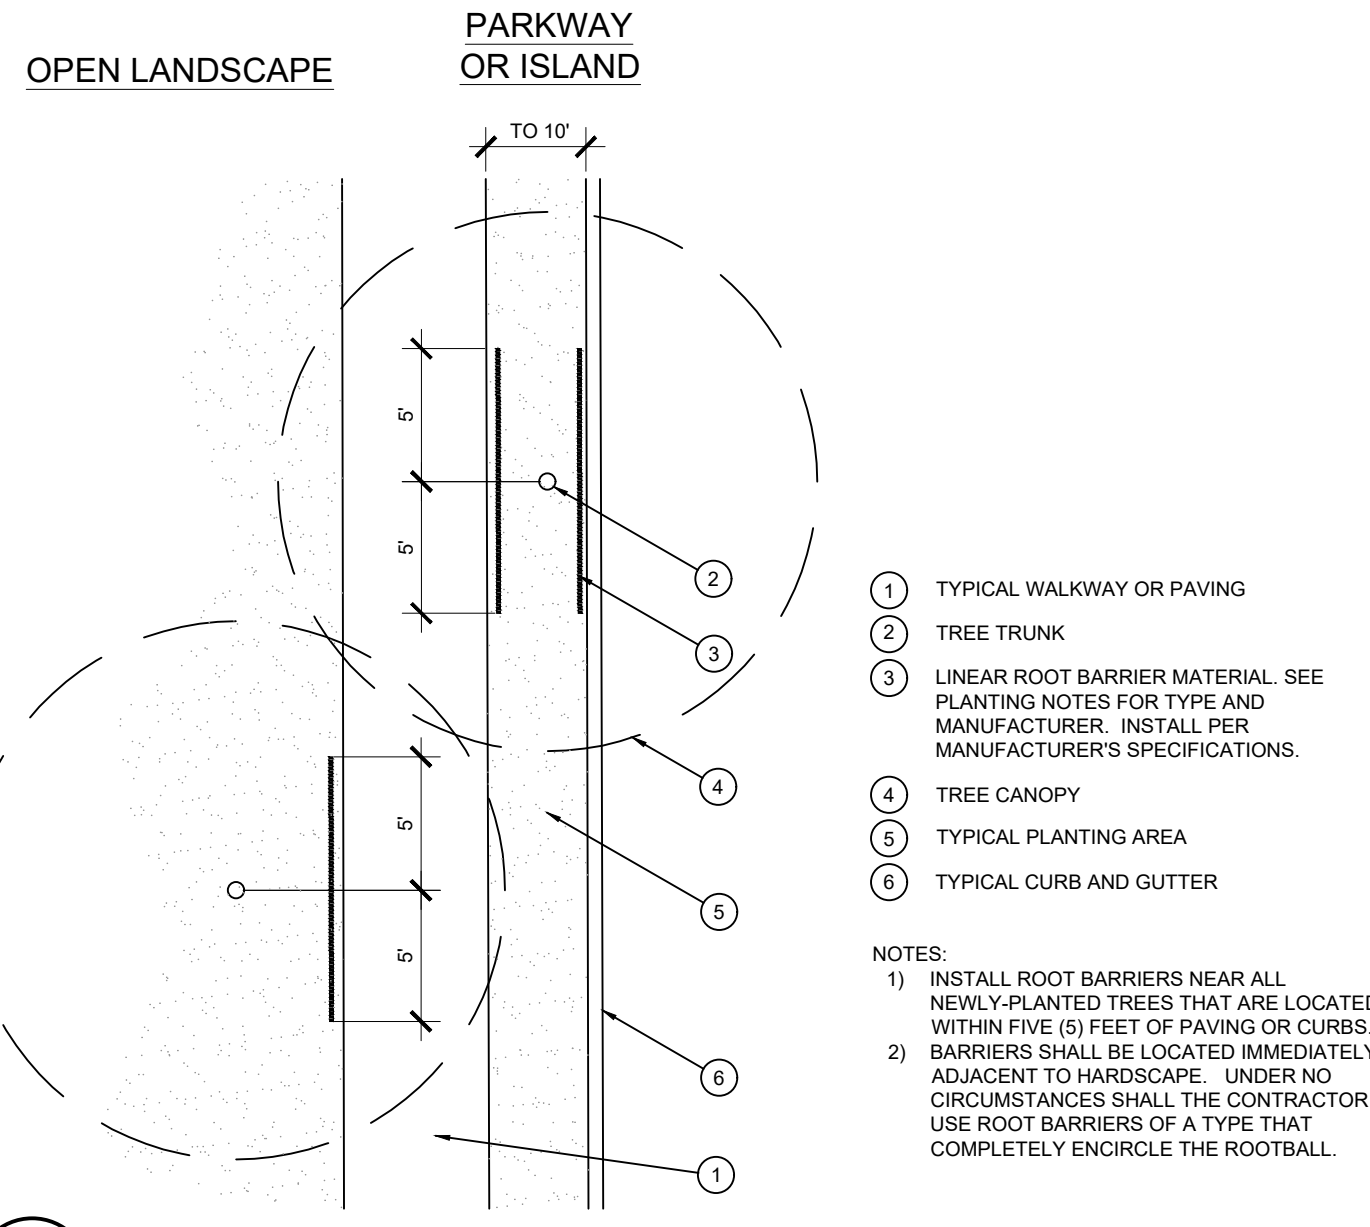 OPEN LANDSCAPE
PARKWAY
OR ISLAND
TO 10'
5'
5'
5'
5'
2
3
4
5
6
1
1 TYPICAL WALKWAY OR PAVING
2 TREE TRUNK
3 LINEAR ROOT BARRIER MATERIAL. SEE
PLANTING NOTES FOR TYPE AND
MANUFACTURER. INSTALL PER
MANUFACTURER'S SPECIFICATIONS.
4 TREE CANOPY
5 TYPICAL PLANTING AREA
6 TYPICAL CURB AND GUTTER
NOTES:
1) INSTALL ROOT BARRIERS NEAR ALL
NEWLY-PLANTED TREES THAT ARE LOCATED
WITHIN FIVE (5) FEET OF PAVING OR CURBS.
2) BARRIERS SHALL BE LOCATED IMMEDIATELY
ADJACENT TO HARDSCAPE. UNDER NO
CIRCUMSTANCES SHALL THE CONTRACTOR
USE ROOT BARRIERS OF A TYPE THAT
COMPLETELY ENCIRCLE THE ROOTBALL.